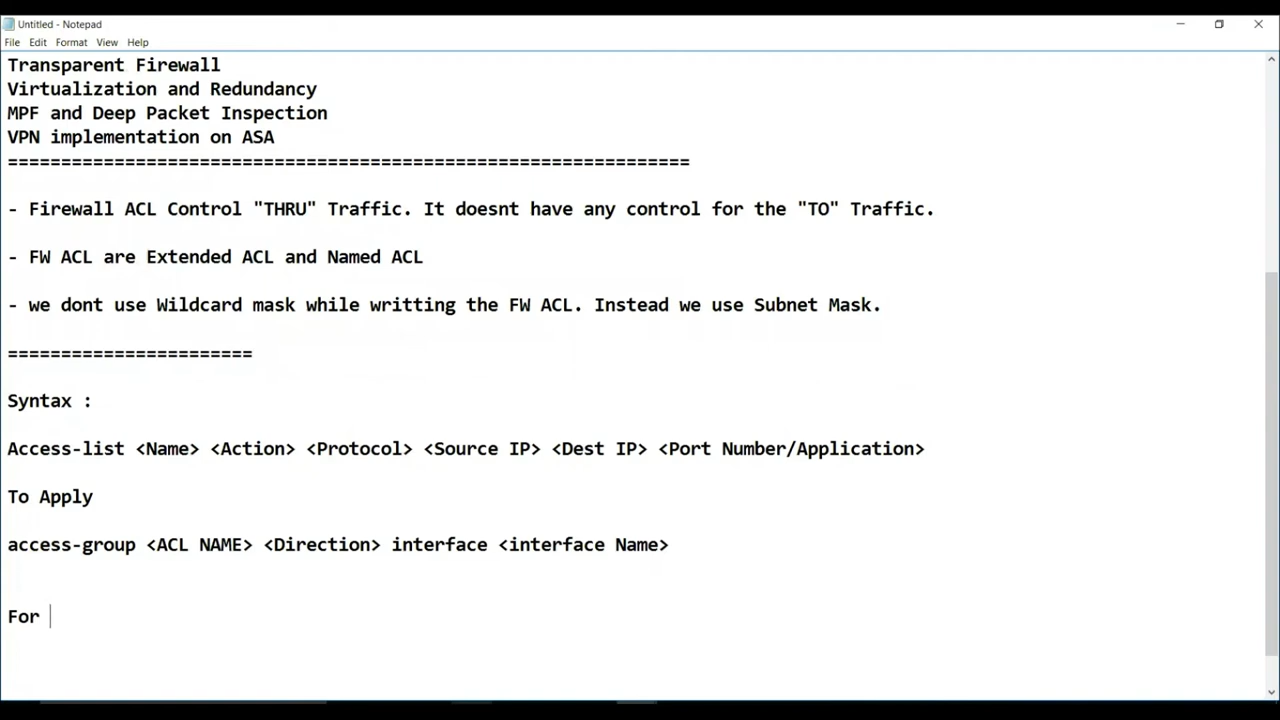 Untitled - Notepad
File Edit Format View Help
Transparent Firewall
Virtualization and Redundancy
MPF and Deep Packet Inspection
VPN implementation on ASA
================================================================
- Firewall ACL Control "THRU" Traffic. It doesnt have any control for the "TO" Traffic.
- FW ACL are Extended ACL and Named ACL
- we dont use Wildcard mask while writting the FW ACL. Instead we use Subnet Mask.
=======================
Syntax :
Access-list <Name> <Action> <Protocol> <Source IP> <Dest IP> <Port Number/Application>
To Apply
access-group <ACL NAME> <Direction> interface <interface Name>
For